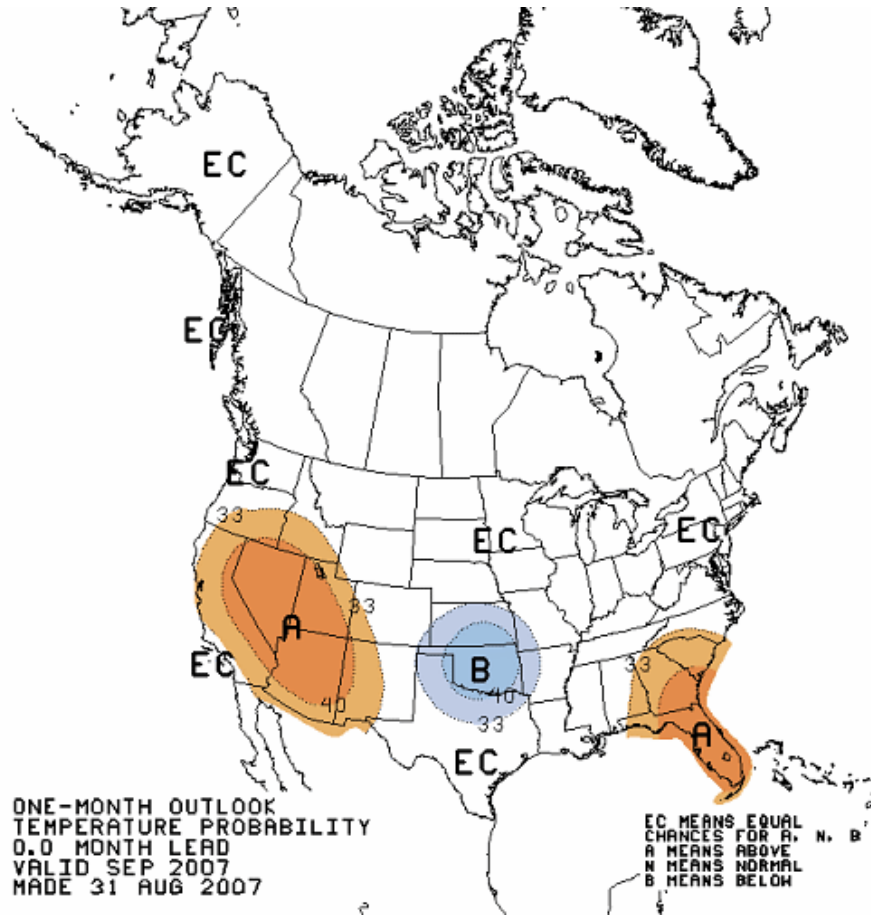 EC
EC
EC
33
EC
EC
33
A
33
EC
B
40
40
33
A
33
EC
ONE-MONTH OUTLOOK
TEMPERATURE PROBABILITY
0.0 MONTH LEAD
VALID SEP 2007
MADE 31 AUG 2007
EC MEANS EQUAL
CHANCES FOR A, N, B
A MEANS ABOVE
N MEANS NORMAL
B MEANS BELOW